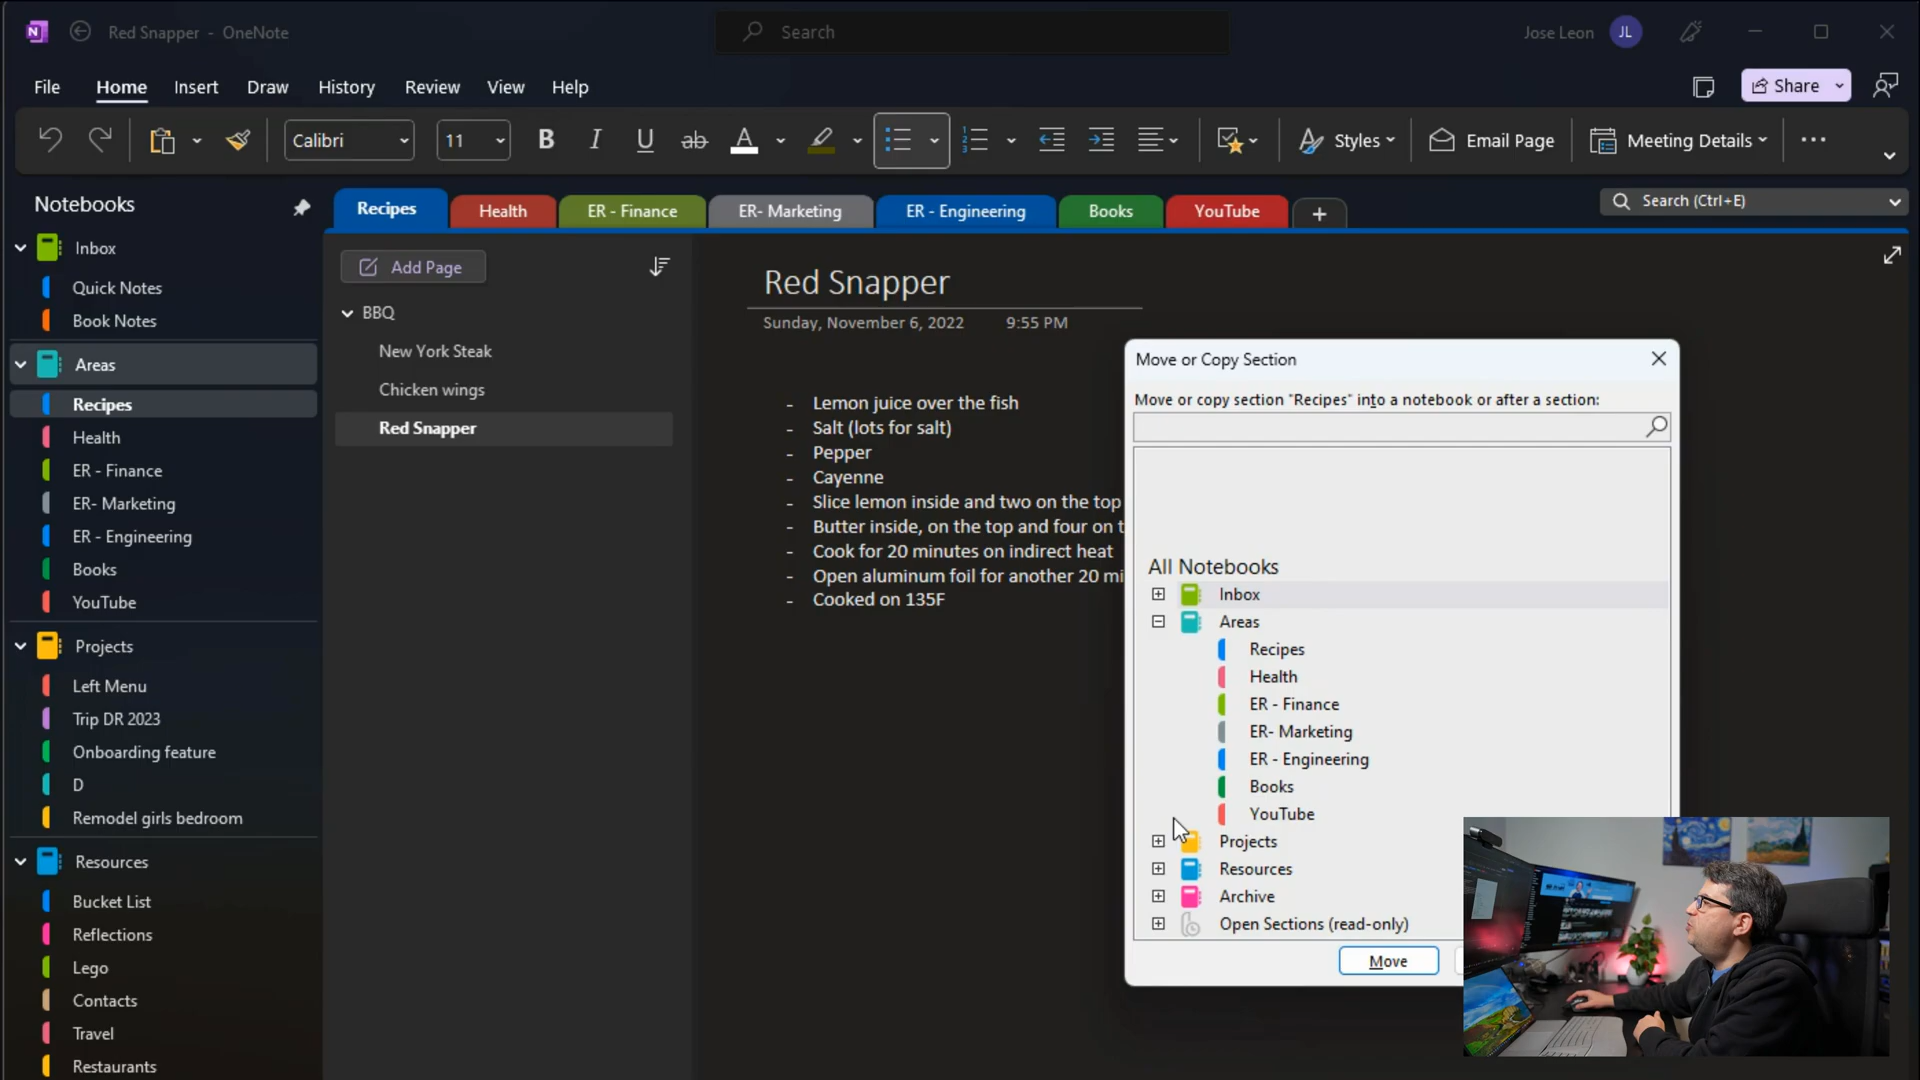 Red Snapper - OneNote
Search
Jose Leon
JL
File
Home
Insert
Draw
History
Review
View
Help
Share
Calibri
11
B
I
U
ab
A
Styles
Email Page
Meeting Details
Notebooks
Recipes
Health
ER - Finance
ER- Marketing
ER - Engineering
Books
YouTube
+
Search (Ctrl+E)
Inbox
Quick Notes
Book Notes
Areas
Recipes
Health
ER - Finance
ER- Marketing
ER - Engineering
Books
YouTube
Projects
Left Menu
Trip DR 2023
Onboarding feature
D
Remodel girls bedroom
Resources
Bucket List
Reflections
Lego
Contacts
Travel
Restaurants
Add Page
BBQ
New York Steak
Chicken wings
Red Snapper
Red Snapper
Sunday, November 6, 2022 9:55 PM
- Lemon juice over the fish
- Salt (lots for salt)
- Pepper
- Cayenne
- Slice lemon inside and two on the top
- Butter inside, on the top and four on t
- Cook for 20 minutes on indirect heat
- Open aluminum foil for another 20 mi
- Cooked on 135F
Move or Copy Section
Move or copy section "Recipes" into a notebook or after a section:
All Notebooks
Inbox
Areas
Recipes
Health
ER - Finance
ER- Marketing
ER - Engineering
Books
YouTube
Projects
Resources
Archive
Open Sections (read-only)
Move